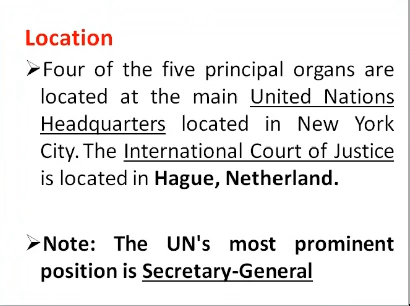 Location
➢Four of the five principal organs are
located at the main United Nations
Headquarters located in New York
City. The International Court of Justice
is located in Hague, Netherland.
➢Note: The UN's most prominent
position is Secretary-General